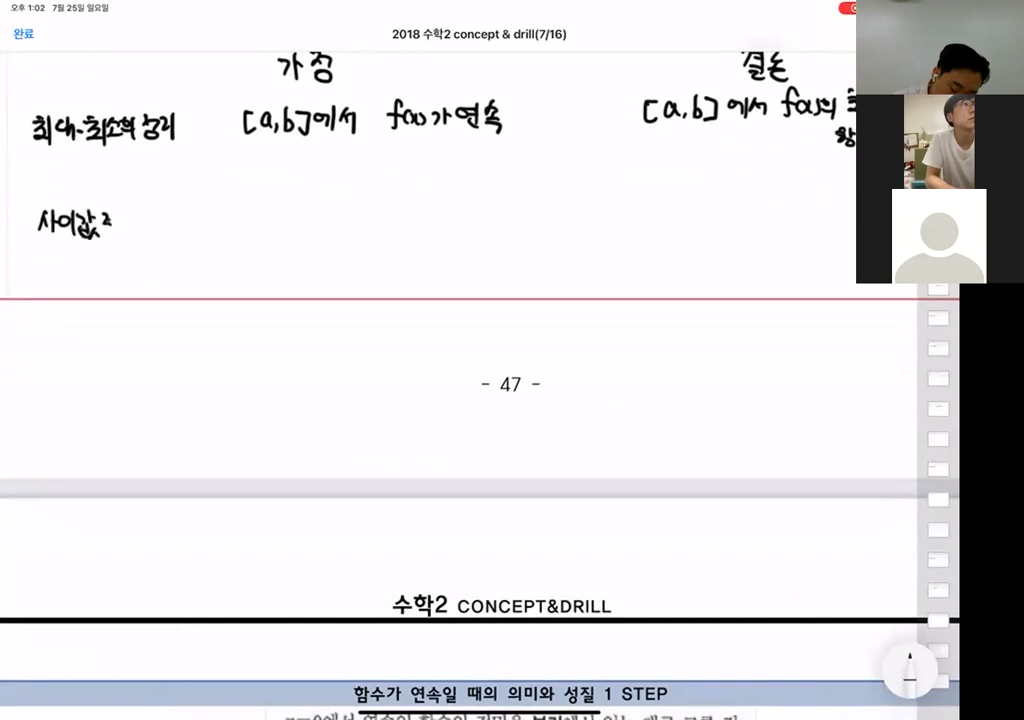 오후 1:02 7월 25일 일요일
완료
2018 수학2 concept & drill(7/16)
가정 결론
최대·최소의 정리 [a,b]에서 f(x)가 연속 [a,b]에서 f(x)의
사이값
- 47 -
수학2 CONCEPT&DRILL
함수가 연속일 때의 의미와 성질 1 STEP